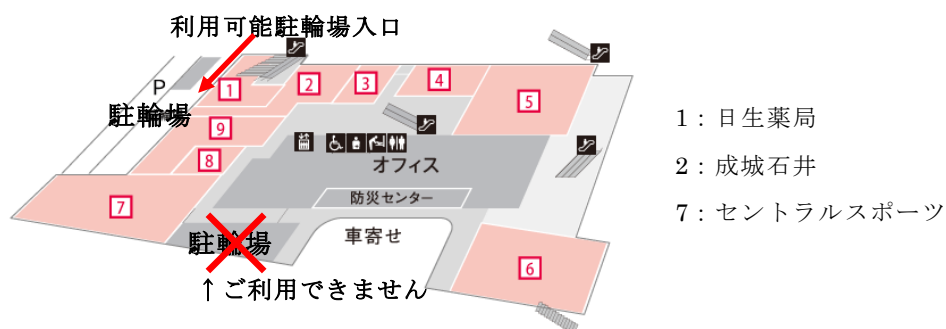 利用可能駐輪場入口
P
駐輪場
1
2
3
4
5
9
8
7
オフィス
防災センター
駐輪場
車寄せ
6
↑ご利用できません
1：日生薬局
2：成城石井
7：セントラルスポーツ